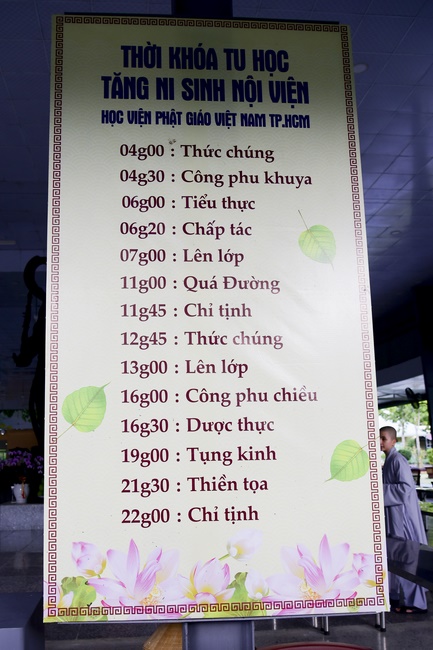 THỜI KHÓA TU HỌC
TĂNG NI SINH NỘI VIỆN
HỌC VIỆN PHẬT GIÁO VIỆT NAM TP.HCM
04g00 : Thức chúng
04g30 : Công phu khuya
06g00 : Tiểu thực
06g20 : Chấp tác
07g00 : Lên lớp
11g00 : Quá Đường
11g45 : Chỉ tịnh
12g45 : Thức chúng
13g00 : Lên lớp
16g00 : Công phu chiều
16g30 : Dược thực
19g00 : Tụng kinh
21g30 : Thiền tọa
22g00 : Chỉ tịnh